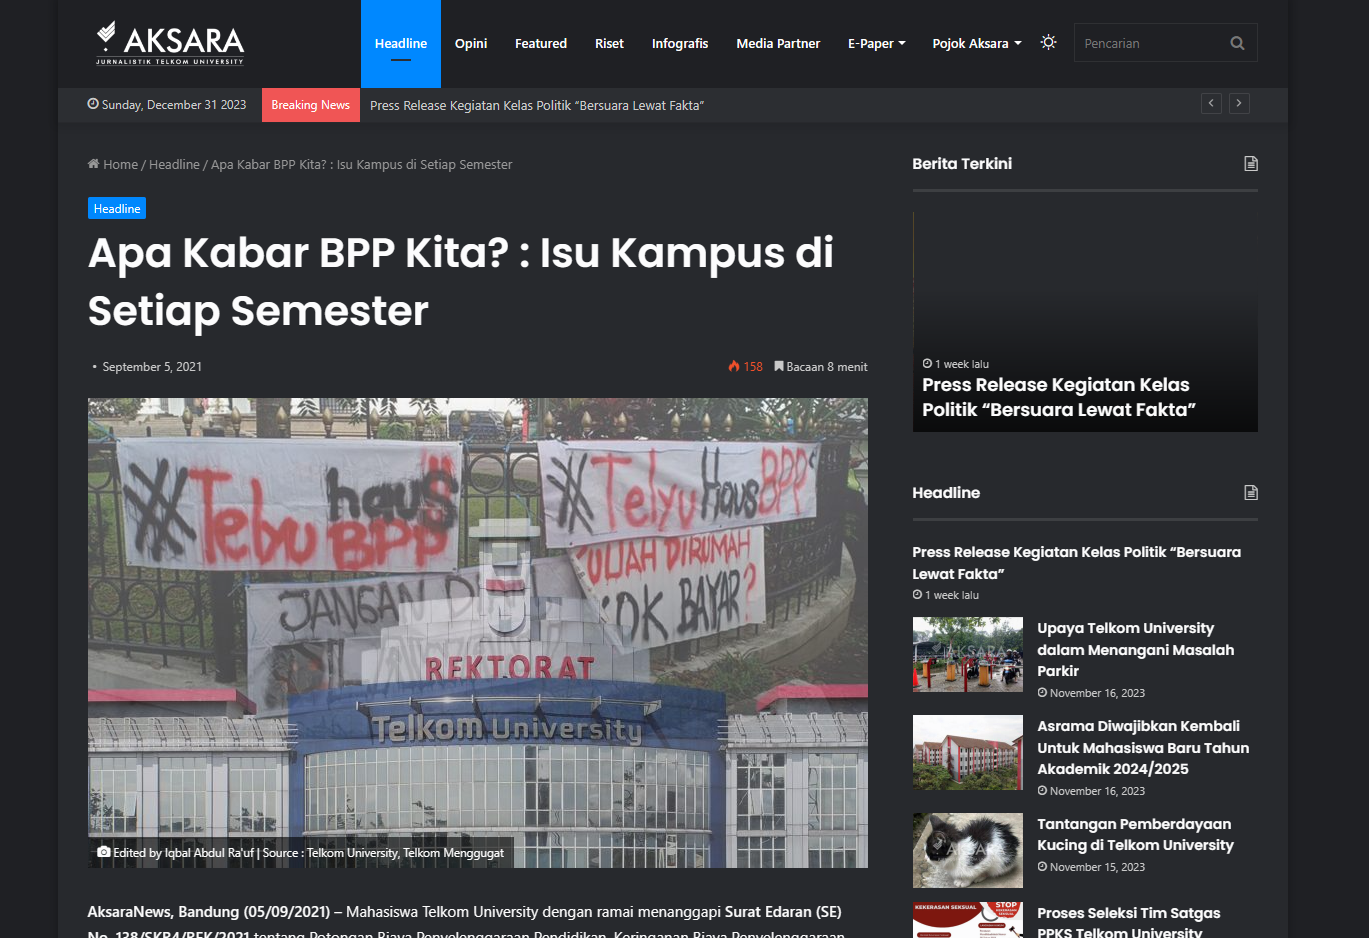 AKSARA
JURNALISTIK TELKOM UNIVERSITY
Headline
Opini
Featured
Riset
Infografis
Media Partner
E-Paper
Pojok Aksara
Pencarian
Sunday, December 31 2023
Breaking News
Press Release Kegiatan Kelas Politik “Bersuara Lewat Fakta”
Home / Headline / Apa Kabar BPP Kita? : Isu Kampus di Setiap Semester
Headline
Apa Kabar BPP Kita? : Isu Kampus di
Setiap Semester
• September 5, 2021
158
Bacaan 8 menit
#Tebu haus
BPP"
#TelyuHausBPP
KULIAH DIRUMAH
KOK BAYAR?
JANGAN
REKTORAT
Telkom University
Edited by Iqbal Abdul Ra'uf | Source : Telkom University, Telkom Menggugat
AksaraNews, Bandung (05/09/2021) – Mahasiswa Telkom University dengan ramai menanggapi Surat Edaran (SE)
No. 138/SKR4/REK/2021 tentang Potongan Biaya Penyelenggaraan Pendidikan, Keringanan Biaya Penyelenggaraan
Berita Terkini
1 week lalu
Press Release Kegiatan Kelas
Politik “Bersuara Lewat Fakta”
Headline
Press Release Kegiatan Kelas Politik “Bersuara
Lewat Fakta”
1 week lalu
AKSARA
Upaya Telkom University
dalam Menangani Masalah
Parkir
November 16, 2023
Asrama Diwajibkan Kembali
Untuk Mahasiswa Baru Tahun
Akademik 2024/2025
November 16, 2023
Tantangan Pemberdayaan
Kucing di Telkom University
November 15, 2023
KEKERASAN SEKSUAL
STOP
Proses Seleksi Tim Satgas
PPKS Telkom University